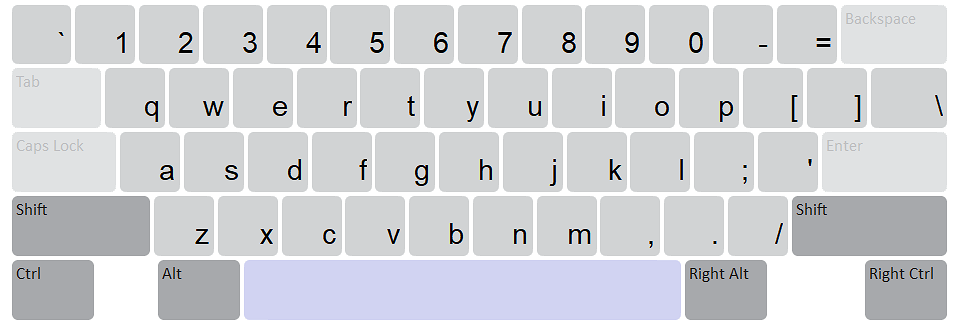 ` 1 2 3 4 5 6 7 8 9 0 - = Backspace
Tab q w e r t y u i o p [ ] \
Caps Lock a s d f g h j k l ; ' Enter
Shift z x c v b n m , . / Shift
Ctrl Alt Right Alt Right Ctrl